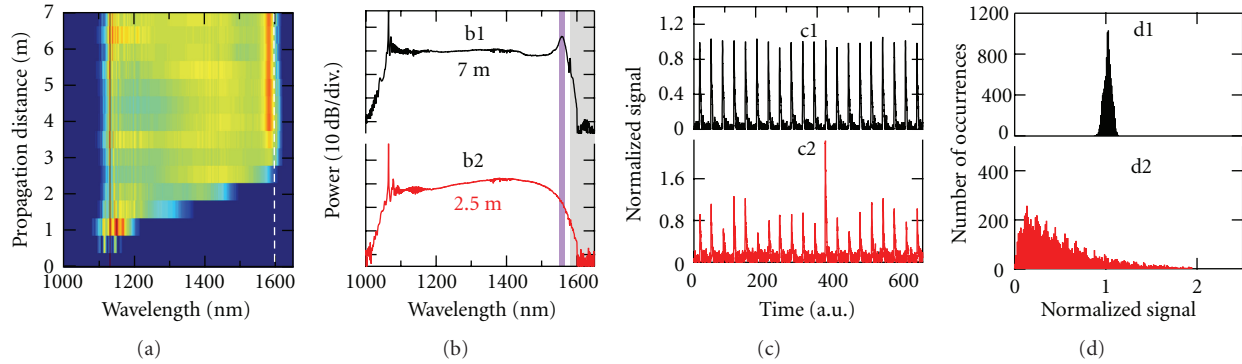 7
6
5
4
3
2
1
0
Propagation distance (m)
1000 1200 1400 1600
Wavelength (nm)
(a)
b1
7 m
b2
2.5 m
Power (10 dB/div.)
1000 1200 1400 1600
Wavelength (nm)
(b)
1.2
0.8
0.4
0
c1
1.8
1.2
0.6
0
c2
Normalized signal
0 200 400 600
Time (a.u.)
(c)
1200
800
400
0
d1
400
200
0
d2
Number of occurrences
0 1 2
Normalized signal
(d)